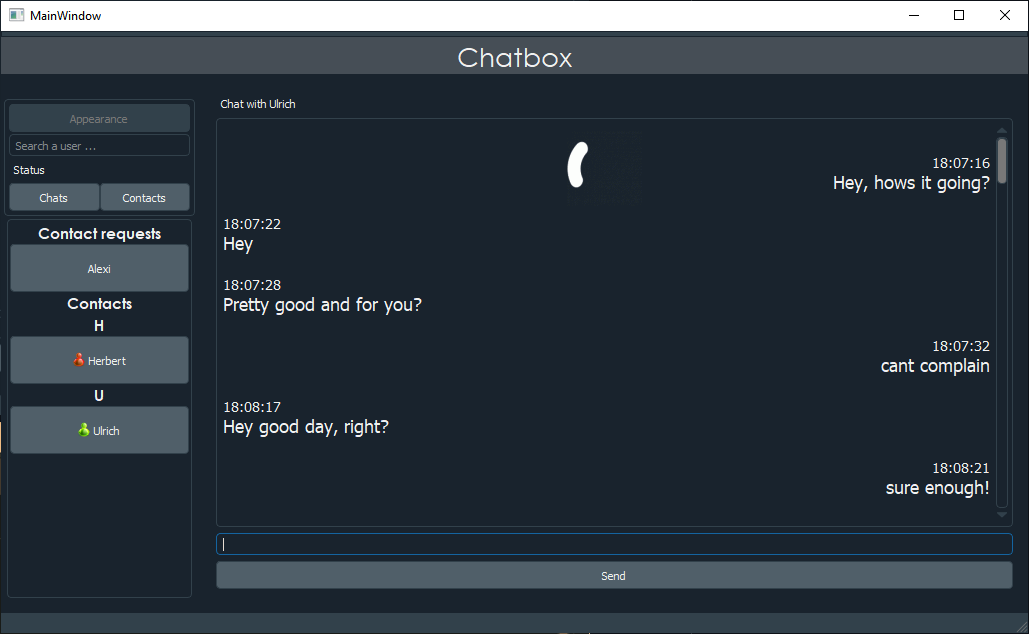 MainWindow
Chatbox
Appearance
Search a user ...
Status
Chats
Contacts
Contact requests
Alexi
Contacts
H
Herbert
U
Ulrich
Chat with Ulrich
18:07:16
Hey, hows it going?
18:07:22
Hey
18:07:28
Pretty good and for you?
18:07:32
cant complain
18:08:17
Hey good day, right?
18:08:21
sure enough!
Send